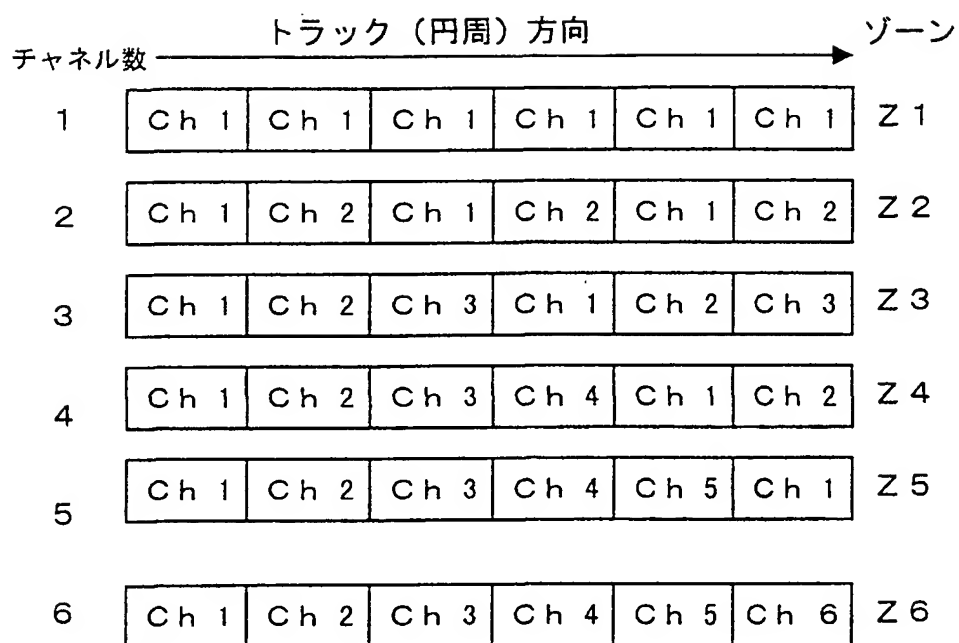 トラック（円周）方向 ゾーン
チャネル数
1 Ch 1 Ch 1 Ch 1 Ch 1 Ch 1 Ch 1 Z 1
2 Ch 1 Ch 2 Ch 1 Ch 2 Ch 1 Ch 2 Z 2
3 Ch 1 Ch 2 Ch 3 Ch 1 Ch 2 Ch 3 Z 3
4 Ch 1 Ch 2 Ch 3 Ch 4 Ch 1 Ch 2 Z 4
5 Ch 1 Ch 2 Ch 3 Ch 4 Ch 5 Ch 1 Z 5
6 Ch 1 Ch 2 Ch 3 Ch 4 Ch 5 Ch 6 Z 6